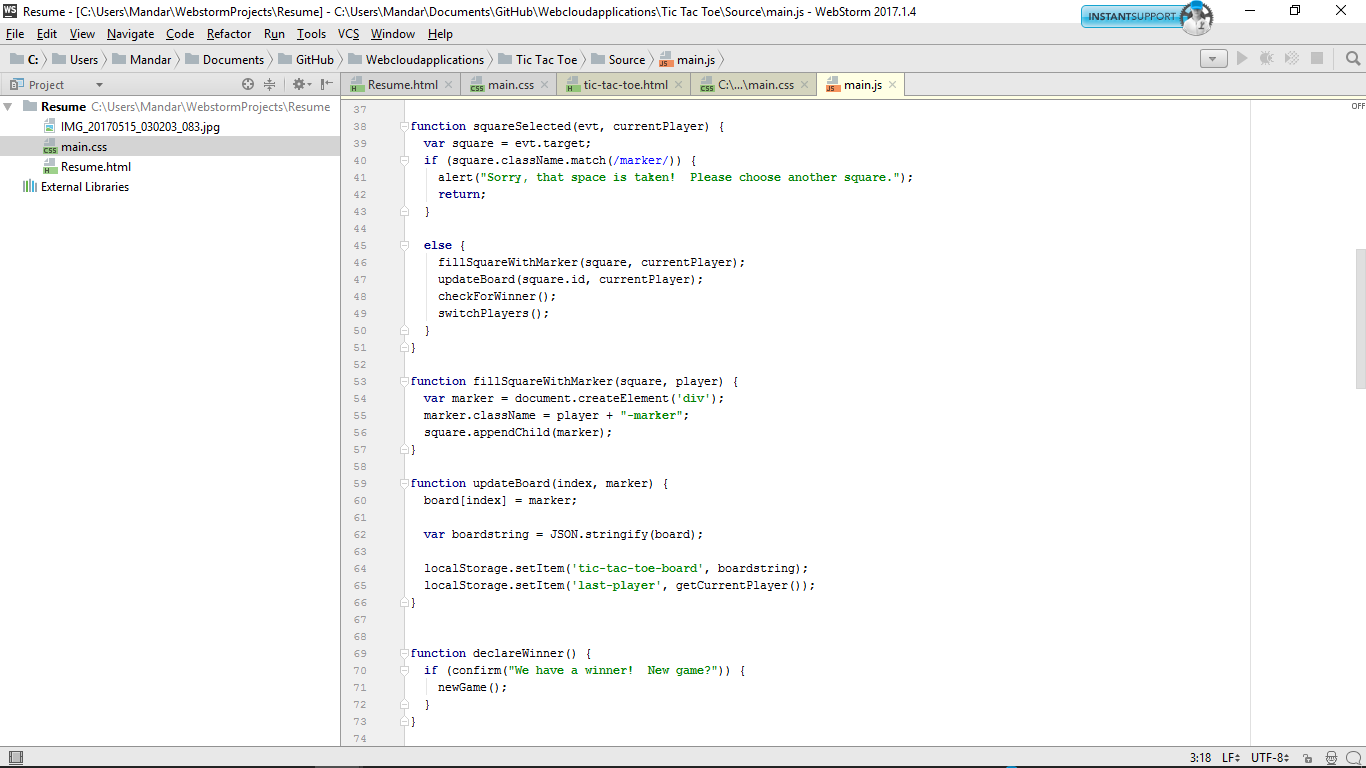 WS Resume - [C:\Users\Mandar\WebstormProjects\Resume] - C:\Users\Mandar\Documents\GitHub\Webcloudapplications\Tic Tac Toe\Source\main.js - WebStorm 2017.1.4
INSTANTSUPPORT
File Edit View Navigate Code Refactor Run Tools VCS Window Help
C: Users Mandar Documents GitHub Webcloudapplications Tic Tac Toe Source main.js
Project
Resume.html main.css tic-tac-toe.html C:\...\main.css main.js
Resume C:\Users\Mandar\WebstormProjects\Resume
IMG_20170515_030203_083.jpg
main.css
Resume.html
External Libraries
OFF
37
38 function squareSelected(evt, currentPlayer) {
39 var square = evt.target;
40 if (square.className.match(/marker/)) {
41 alert("Sorry, that space is taken!  Please choose another square.");
42 return;
43 }
44
45 else {
46 fillSquareWithMarker(square, currentPlayer);
47 updateBoard(square.id, currentPlayer);
48 checkForWinner();
49 switchPlayers();
50 }
51 }
52
53 function fillSquareWithMarker(square, player) {
54 var marker = document.createElement('div');
55 marker.className = player + "-marker";
56 square.appendChild(marker);
57 }
58
59 function updateBoard(index, marker) {
60 board[index] = marker;
61
62 var boardstring = JSON.stringify(board);
63
64 localStorage.setItem('tic-tac-toe-board', boardstring);
65 localStorage.setItem('last-player', getCurrentPlayer());
66 }
67
68
69 function declareWinner() {
70 if (confirm("We have a winner!  New game?")) {
71 newGame();
72 }
73 }
74
3:18 LF UTF-8